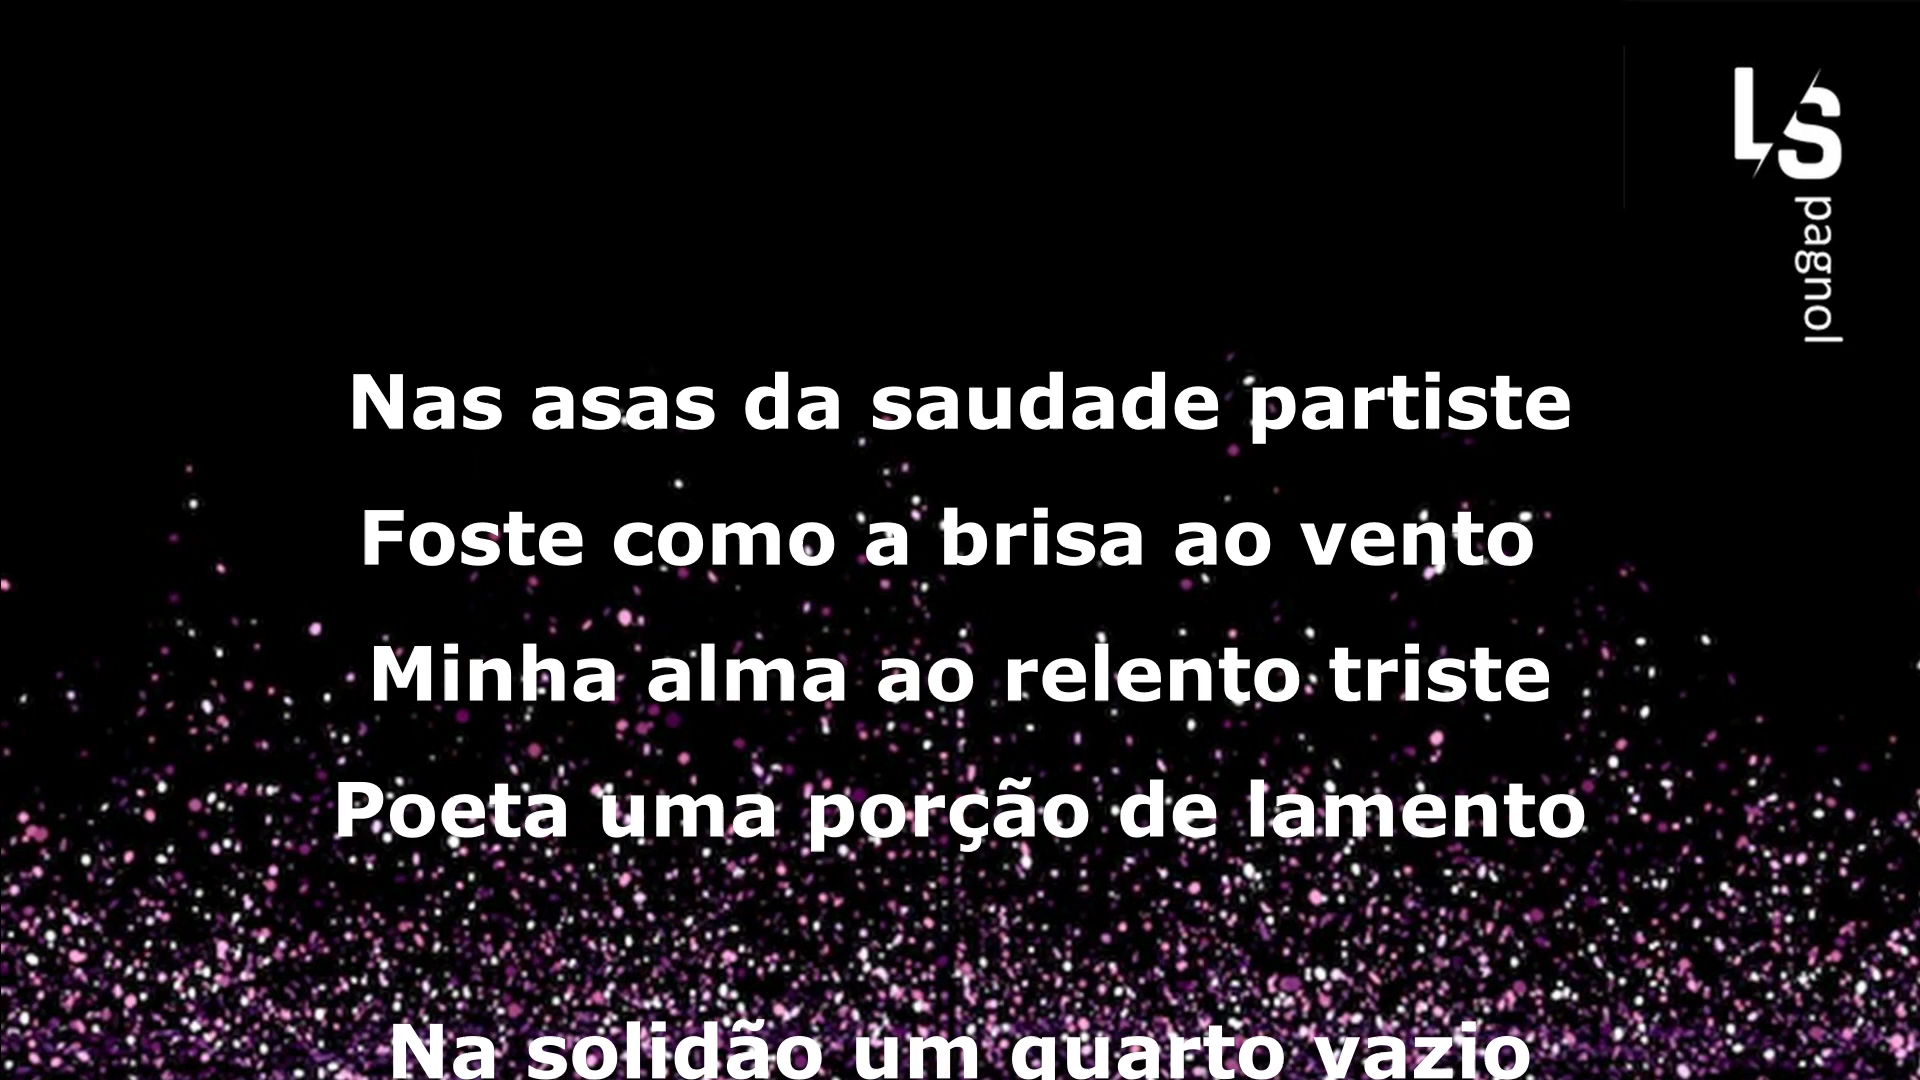 LS
pagnol
Nas asas da saudade partiste
Foste como a brisa ao vento
Minha alma ao relento triste
Poeta uma porção de lamento
Na solidão um quarto vazio